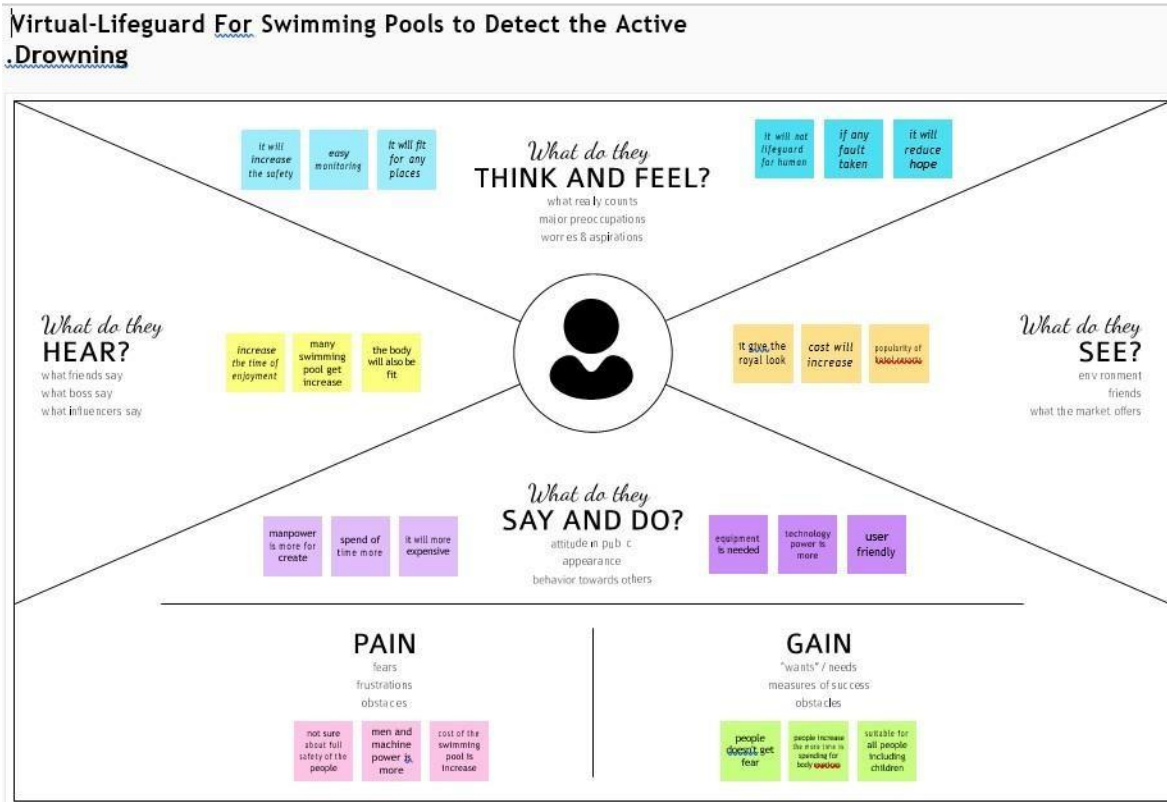 Virtual-Lifeguard For Swimming Pools to Detect the Active
.Drowning
it will
increase
the safety
easy
monitoring
it will fit
for any
places
What do they
THINK AND FEEL?
what really counts
major preoccupations
worries & aspirations
it will not
lifeguard
for human
if any
fault
taken
it will
reduce
hope
What do they
HEAR?
what friends say
what boss say
what influencers say
increase
the time of
enjoyment
many
swimming
pool get
increase
the body
will also be
fit
it give the
royal look
cost will
increase
popularity of
What do they
SEE?
environment
friends
what the market offers
What do they
SAY AND DO?
attitude in public
appearance
behavior towards others
manpower
is more for
create
spend of
time more
it will more
expensive
equipment
is needed
technology
power is
more
user
friendly
PAIN
fears
frustrations
obstacles
not sure
about full
safety of the
people
men and
machine
power is
more
cost of the
swimming
pool is
increase
GAIN
"wants" / needs
measures of success
obstacles
people
doesn't get
fear
people increase
the more time is
spending for
body
suitable for
all people
including
children